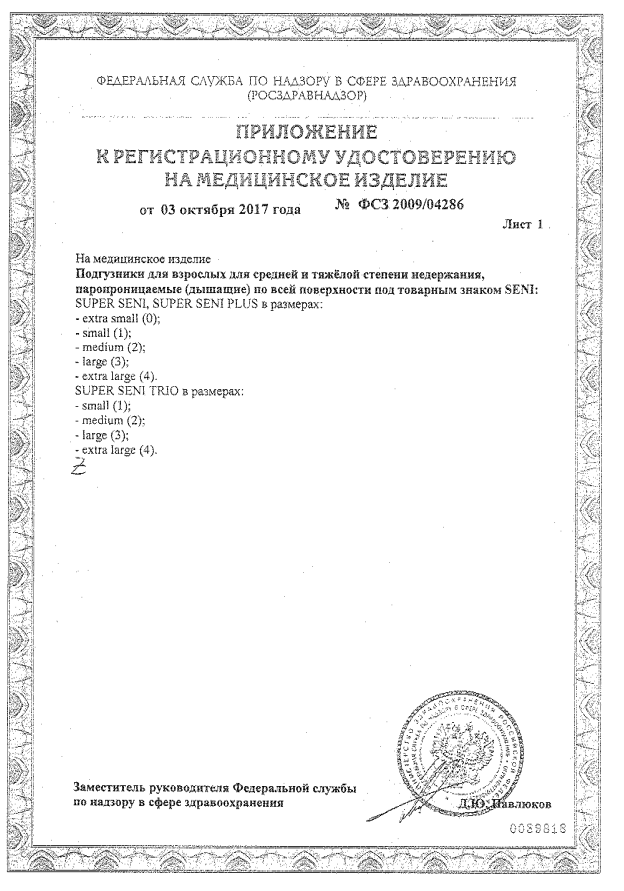 ФЕДЕРАЛЬНАЯ СЛУЖБА ПО НАДЗОРУ В СФЕРЕ ЗДРАВООХРАНЕНИЯ
(РОСЗДРАВНАДЗОР)
ПРИЛОЖЕНИЕ
К РЕГИСТРАЦИОННОМУ УДОСТОВЕРЕНИЮ
НА МЕДИЦИНСКОЕ ИЗДЕЛИЕ
от 03 октября 2017 года № ФСЗ 2009/04286
Лист 1
На медицинское изделие
Подгузники для взрослых для средней и тяжёлой степени недержания,
паропроницаемые (дышащие) по всей поверхности под товарным знаком SENI:
SUPER SENI, SUPER SENI PLUS в размерах:
- extra small (0);
- small (1);
- medium (2);
- large (3);
- extra large (4).
SUPER SENI TRIO в размерах:
- small (1);
- medium (2);
- large (3);
- extra large (4).
Заместитель руководителя Федеральной службы
по надзору в сфере здравоохранения
Д.Ю. Павлюков
0039818